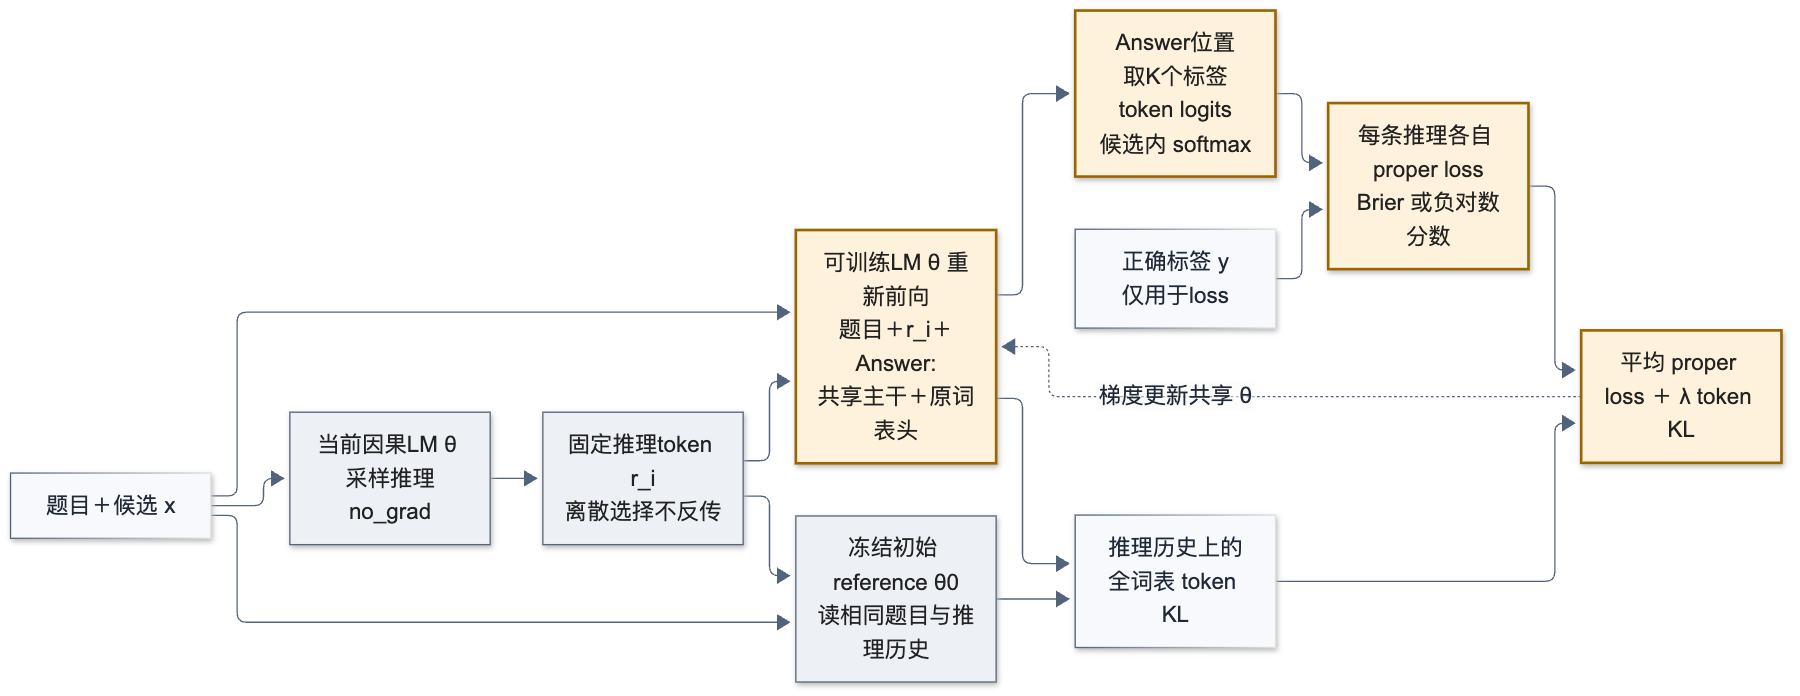 题目＋候选 x
当前因果LM θ
采样推理
no_grad
固定推理token
r_i
离散选择不反传
可训练LM θ 重
新前向
题目＋r_i＋
Answer:
共享主干＋原词
表头
冻结初始
reference θ0
读相同题目与推
理历史
Answer位置
取K个标签
token logits
候选内 softmax
正确标签 y
仅用于loss
推理历史上的
全词表 token
KL
每条推理各自
proper loss
Brier 或负对数
分数
平均 proper
loss ＋ λ token
KL
梯度更新共享 θ